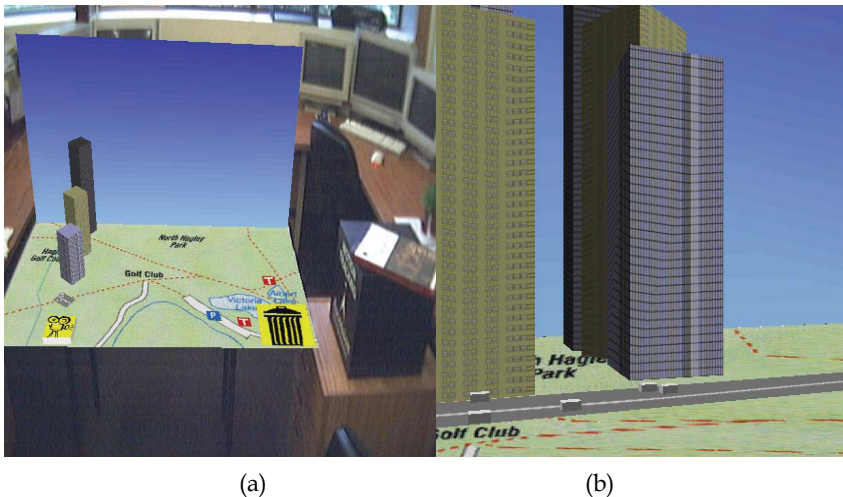 North Hagley
Park
Golf Club
Victoria
Lake
P
T
T
Park
Golf Club
(a)
(b)